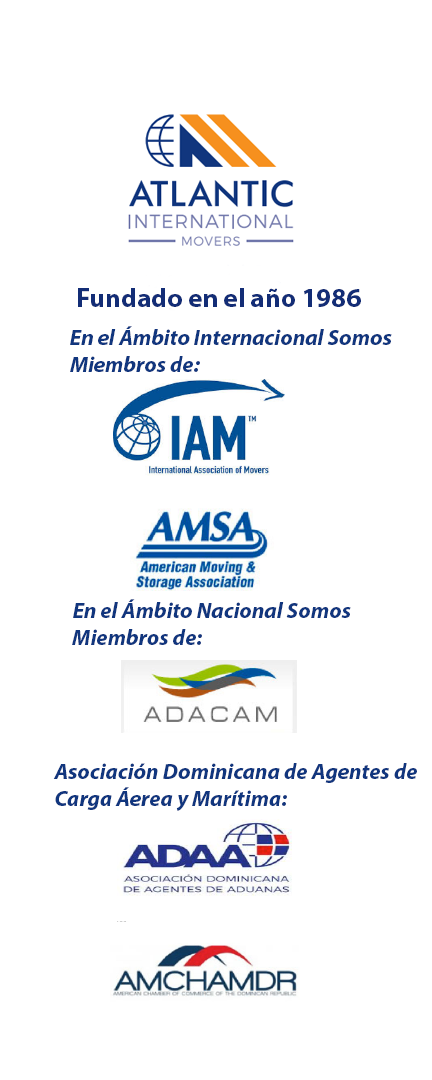 ATLANTIC
INTERNATIONAL
MOVERS
Fundado en el año 1986
En el Ámbito Internacional Somos
Miembros de:
IAM™
International Association of Movers
AMSA
American Moving &
Storage Association
En el Ámbito Nacional Somos
Miembros de:
ADACAM
Asociación Dominicana de Agentes de
Carga Áerea y Marítima:
ADAA
ASOCIACIÓN DOMINICANA
DE AGENTES DE ADUANAS
AMCHAMDR
AMERICAN CHAMBER OF COMMERCE OF THE DOMINICAN REPUBLIC